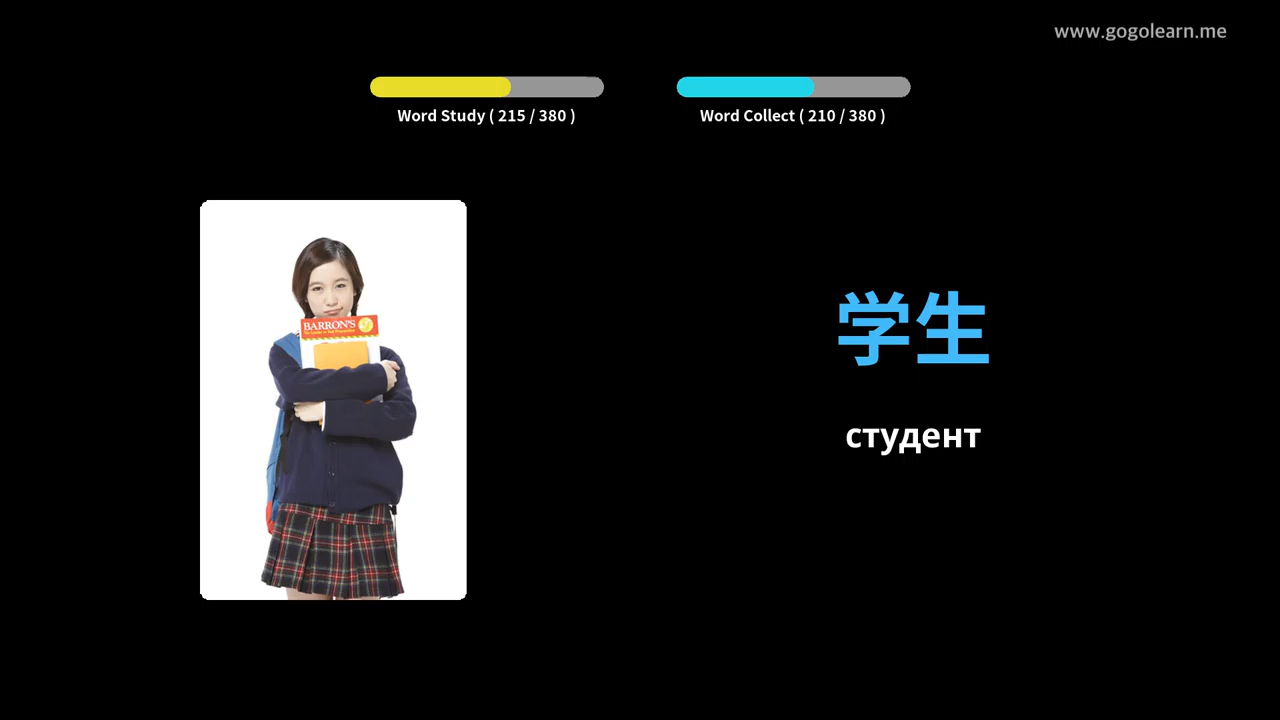 www.gogolearn.me
Word Study ( 215 / 380 )
Word Collect ( 210 / 380 )
BARRON'S
学生
студент